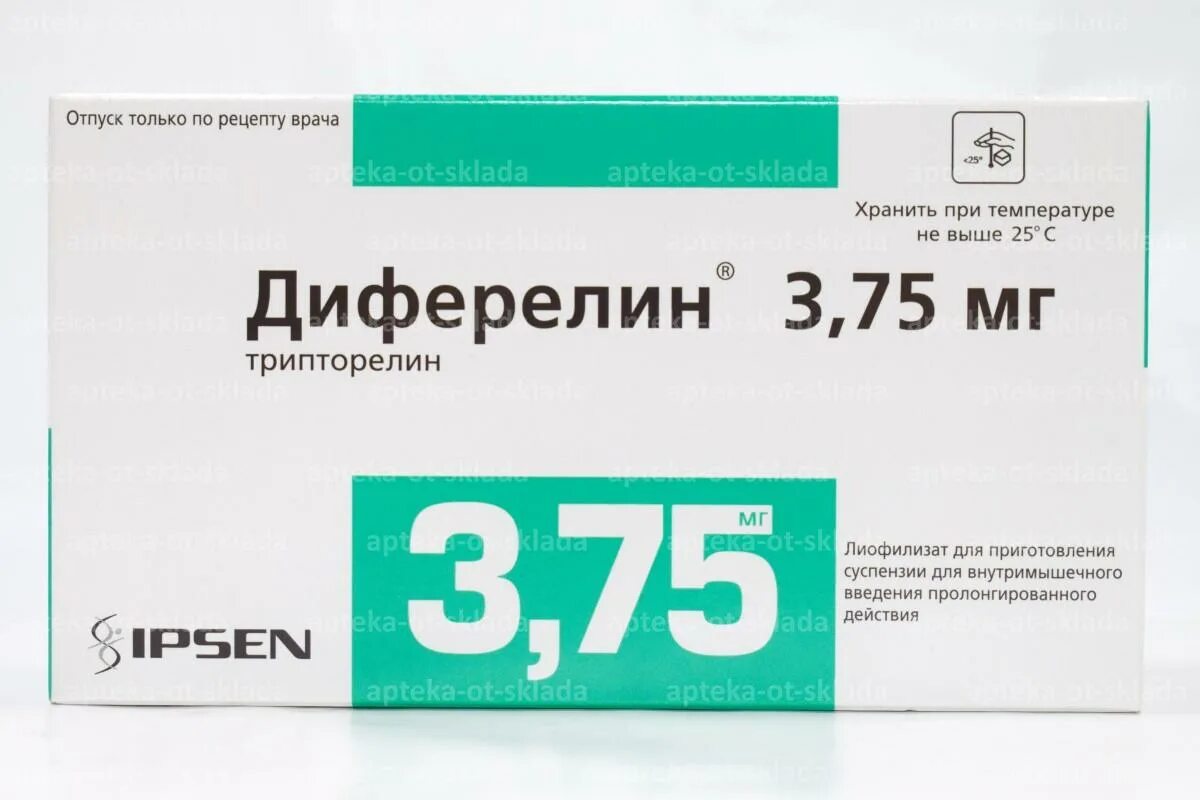 Отпуск только по рецепту врача
<25°
Хранить при температуре
не выше 25°С
Диферелин® 3,75 мг
трипторелин
3,75 мг
Лиофилизат для приготовления
суспензии для внутримышечного
введения пролонгированного
действия
IPSEN
apteka-ot-sklada